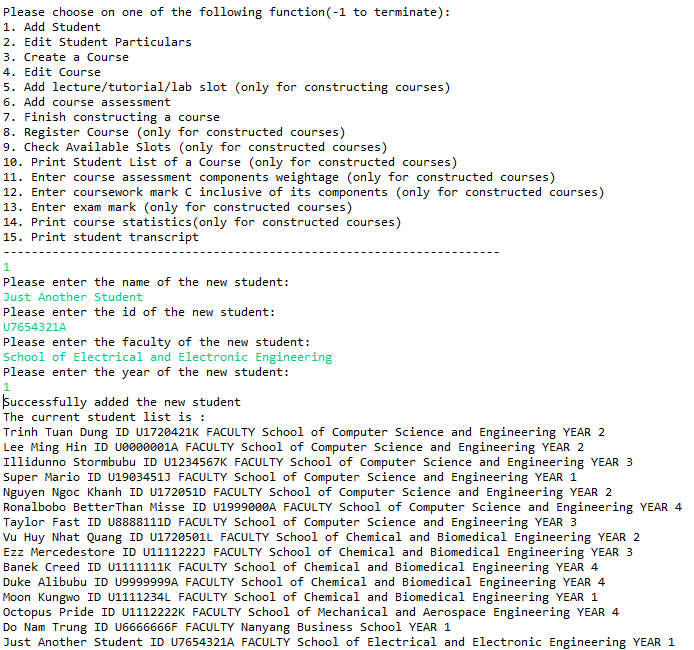 Please choose on one of the following function(-1 to terminate):
1. Add Student
2. Edit Student Particulars
3. Create a Course
4. Edit Course
5. Add lecture/tutorial/lab slot (only for constructing courses)
6. Add course assessment
7. Finish constructing a course
8. Register Course (only for constructed courses)
9. Check Available Slots (only for constructed courses)
10. Print Student List of a Course (only for constructed courses)
11. Enter course assessment components weightage (only for constructed courses)
12. Enter coursework mark C inclusive of its components (only for constructed courses)
13. Enter exam mark (only for constructed courses)
14. Print course statistics(only for constructed courses)
15. Print student transcript
-----------------------------------------------------------------------
1
Please enter the name of the new student:
Just Another Student
Please enter the id of the new student:
U7654321A
Please enter the faculty of the new student:
School of Electrical and Electronic Engineering
Please enter the year of the new student:
1
Successfully added the new student
The current student list is :
Trinh Tuan Dung ID U1720421K FACULTY School of Computer Science and Engineering YEAR 2
Lee Ming Hin ID U0000001A FACULTY School of Computer Science and Engineering YEAR 2
Illidunno Stormbubu ID U1234567K FACULTY School of Computer Science and Engineering YEAR 3
Super Mario ID U1903451J FACULTY School of Computer Science and Engineering YEAR 1
Nguyen Ngoc Khanh ID U172051D FACULTY School of Computer Science and Engineering YEAR 2
Ronalbobo BetterThan Misse ID U1999000A FACULTY School of Computer Science and Engineering YEAR 4
Taylor Fast ID U8888111D FACULTY School of Computer Science and Engineering YEAR 3
Vu Huy Nhat Quang ID U1720501L FACULTY School of Chemical and Biomedical Engineering YEAR 2
Ezz Mercedestore ID U1111222J FACULTY School of Chemical and Biomedical Engineering YEAR 3
Banek Creed ID U1111111K FACULTY School of Chemical and Biomedical Engineering YEAR 4
Duke Alibubu ID U9999999A FACULTY School of Chemical and Biomedical Engineering YEAR 4
Moon Kungwo ID U1111234L FACULTY School of Chemical and Biomedical Engineering YEAR 1
Octopus Pride ID U1112222K FACULTY School of Mechanical and Aerospace Engineering YEAR 4
Do Nam Trung ID U6666666F FACULTY Nanyang Business School YEAR 1
Just Another Student ID U7654321A FACULTY School of Electrical and Electronic Engineering YEAR 1